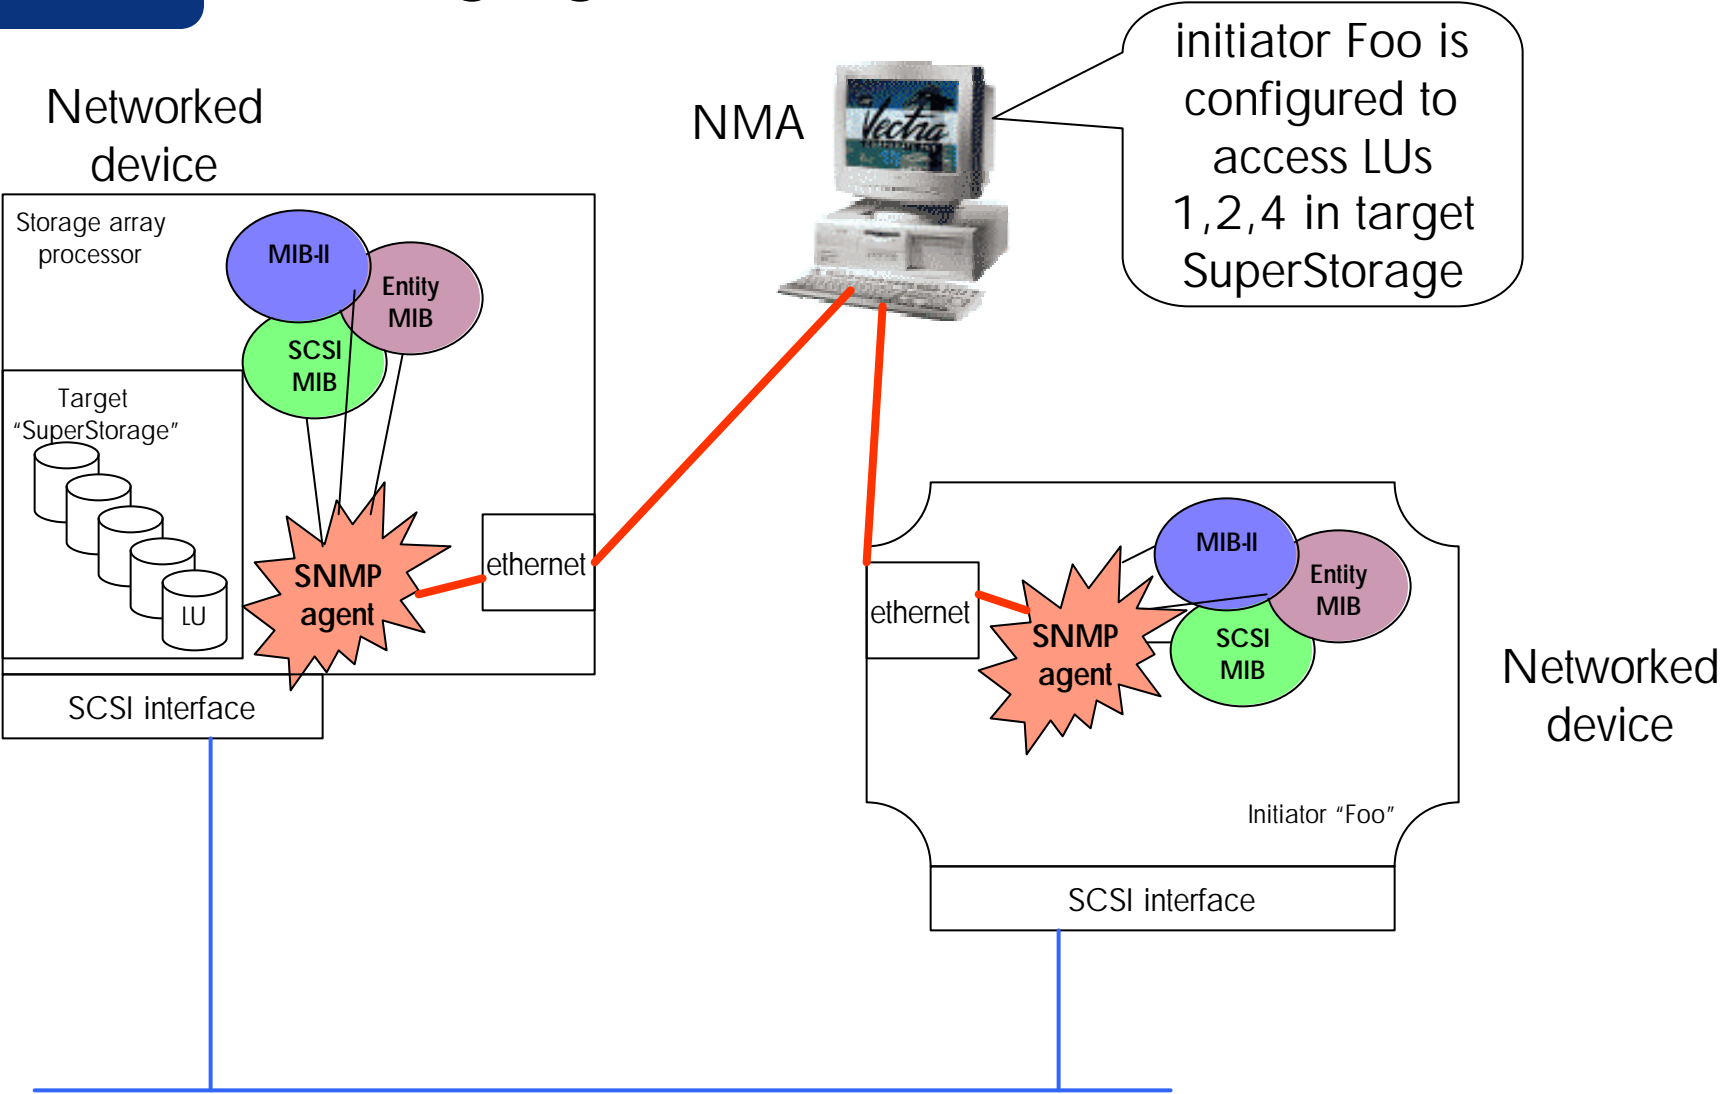 Networked
device
Storage array
processor
MIB-II
Entity
MIB
SCSI
MIB
Target
“SuperStorage”
LU
SNMP
agent
ethernet
SCSI interface
NMA
Vectra
initiator Foo is
configured to
access LUs
1,2,4 in target
SuperStorage
ethernet
SNMP
agent
MIB-II
Entity
MIB
SCSI
MIB
Initiator “Foo”
SCSI interface
Networked
device